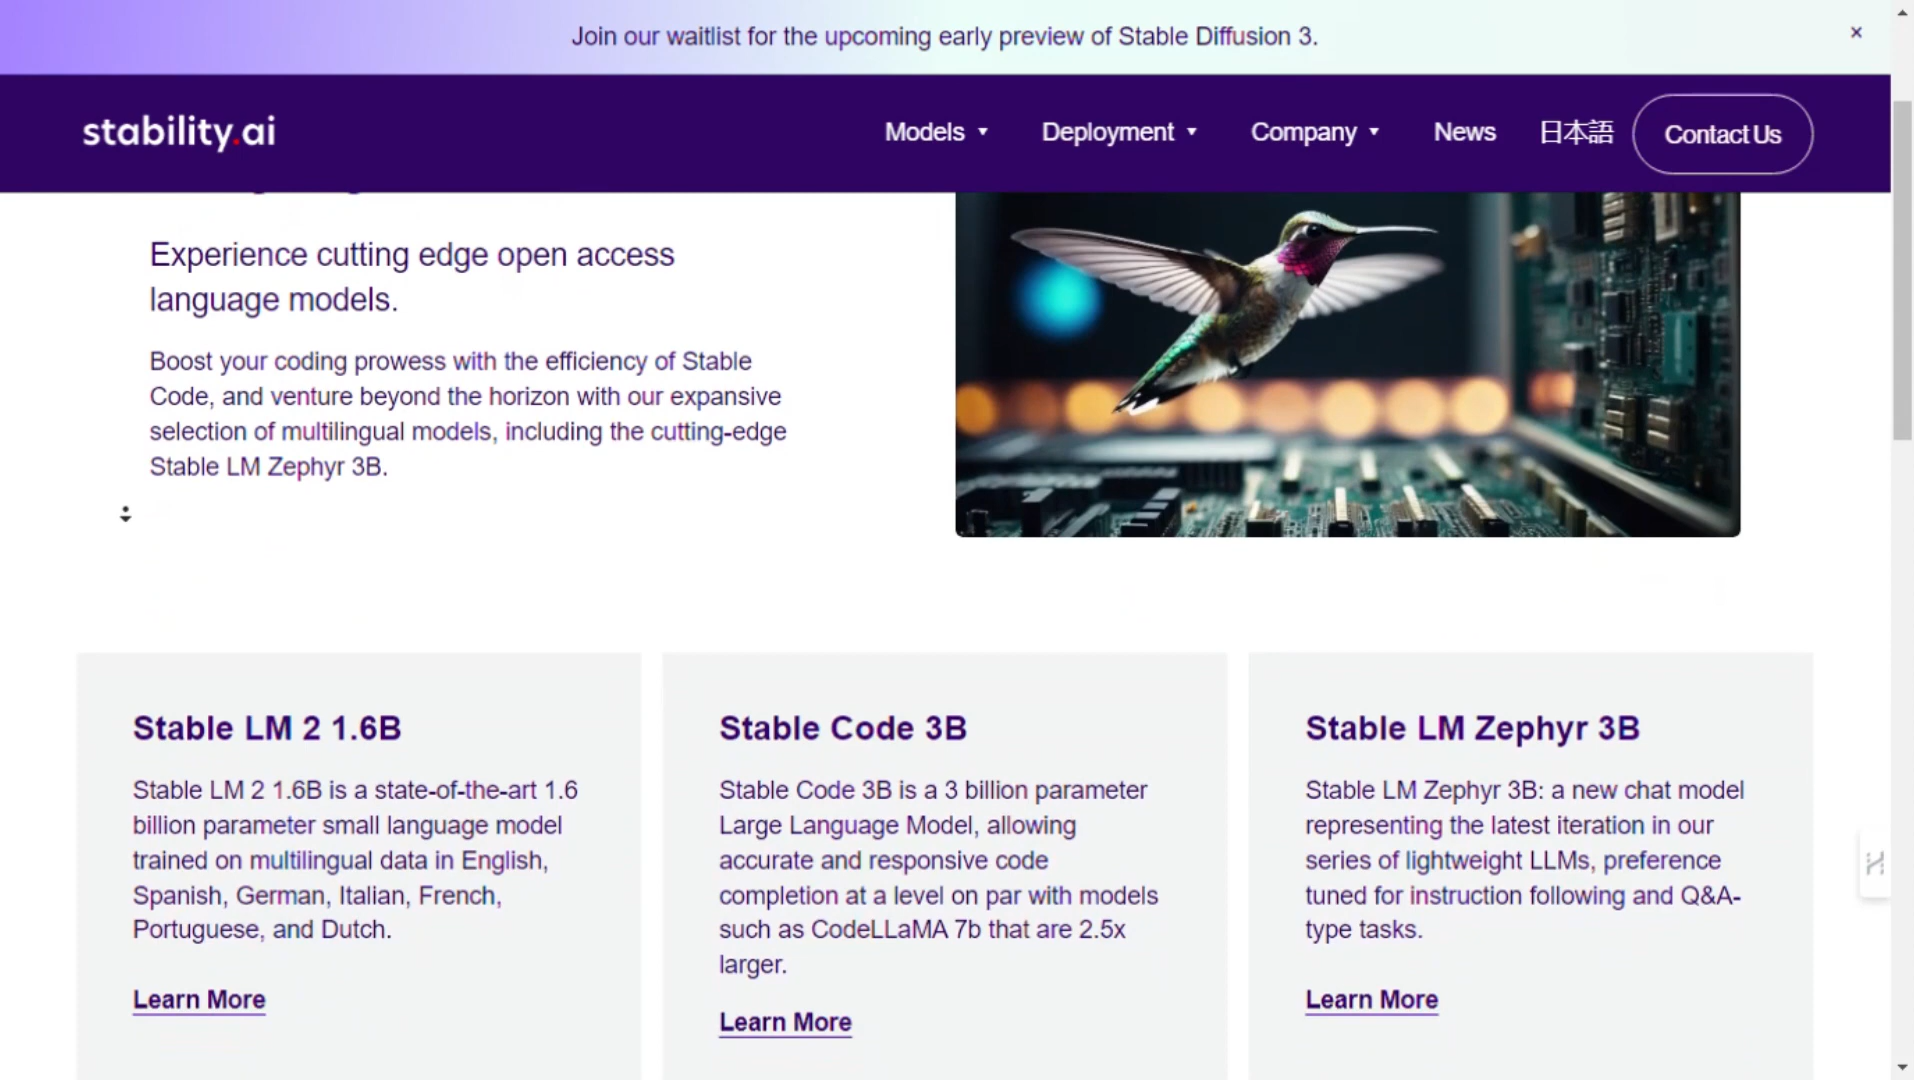 Join our waitlist for the upcoming early preview of Stable Diffusion 3.
×
stability.ai
Models
Deployment
Company
News
日本語
Contact Us
Experience cutting edge open access
language models.
Boost your coding prowess with the efficiency of Stable
Code, and venture beyond the horizon with our expansive
selection of multilingual models, including the cutting-edge
Stable LM Zephyr 3B.
Stable LM 2 1.6B
Stable LM 2 1.6B is a state-of-the-art 1.6
billion parameter small language model
trained on multilingual data in English,
Spanish, German, Italian, French,
Portuguese, and Dutch.
Learn More
Stable Code 3B
Stable Code 3B is a 3 billion parameter
Large Language Model, allowing
accurate and responsive code
completion at a level on par with models
such as CodeLLaMA 7b that are 2.5x
larger.
Learn More
Stable LM Zephyr 3B
Stable LM Zephyr 3B: a new chat model
representing the latest iteration in our
series of lightweight LLMs, preference
tuned for instruction following and Q&A-
type tasks.
Learn More